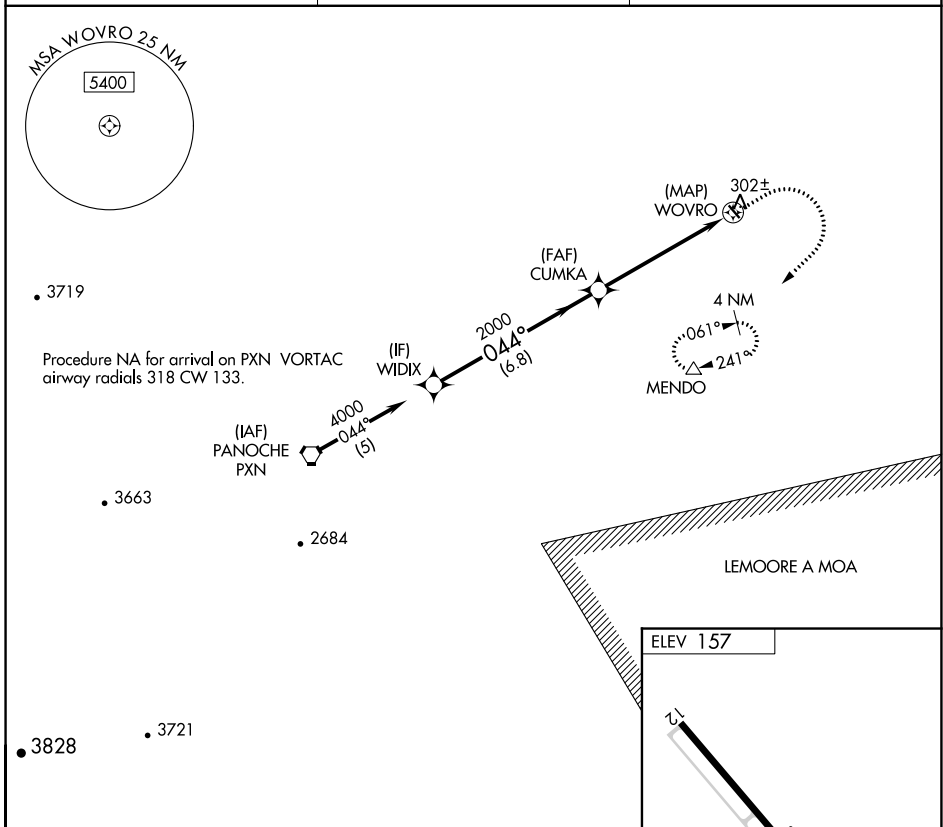 MSA WOVRO 25 NM
5400
(MAP)
WOVRO
302±
(FAF)
CUMKA
3719
4 NM
061°
241°
MENDO
2000
044°
(6.8)
Procedure NA for arrival on PXN VORTAC
airway radials 318 CW 133.
(IF)
WIDIX
4000
044°
(5)
(IAF)
PANOCHE
PXN
3663
2684
LEMOORE A MOA
ELEV 157
12
3721
3828